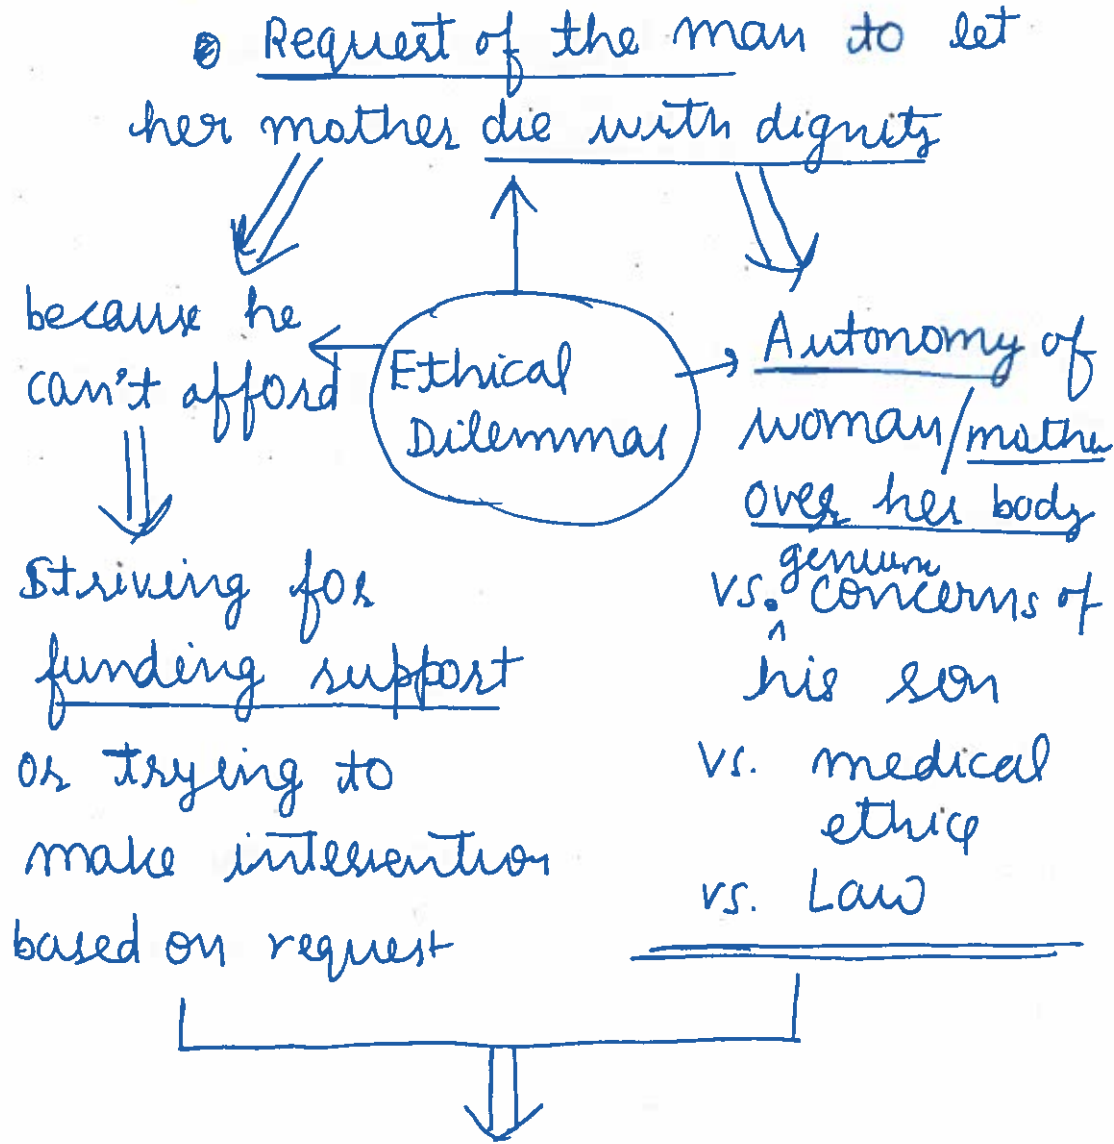 Request of the man to let
her mother die with dignity
because he
can't afford
Ethical
Dilemmas
Autonomy of
woman/mother
over her body
genuine
vs. concerns of
his son
vs. medical
ethics
vs. Law
Striving for
funding support
or trying to
make intervention
based on request